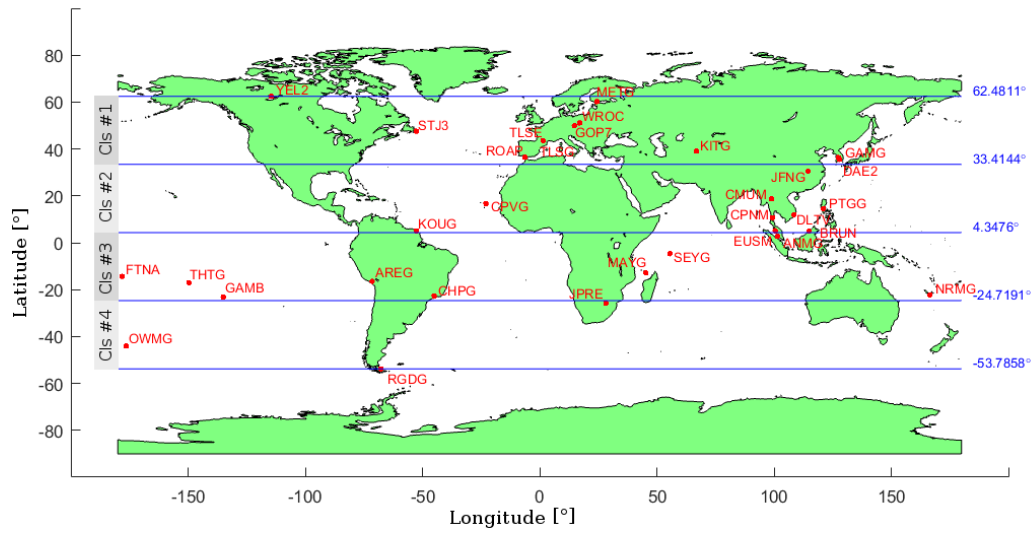 80
60
40
20
0
-20
-40
-60
-80
Latitude [°]
-150
-100
-50
0
50
100
150
Longitude [°]
Cls #1
Cls #2
Cls #3
Cls #4
62.4811°
33.4144°
4.3476°
-24.7191°
-53.7858°
YEL2
STJ3
METG
WROC
TLSE
GOP7
ROAP
TLSG
KITG
GAMG
DAE2
JFNG
CMUM
PTGG
CPVG
CPNM
DLTV
KOUG
BRUN
EUSM
ANMG
SEYG
MAYG
FTNA
THTG
GAMB
AREG
CHPG
JPRE
NRMG
OWMG
RGDG